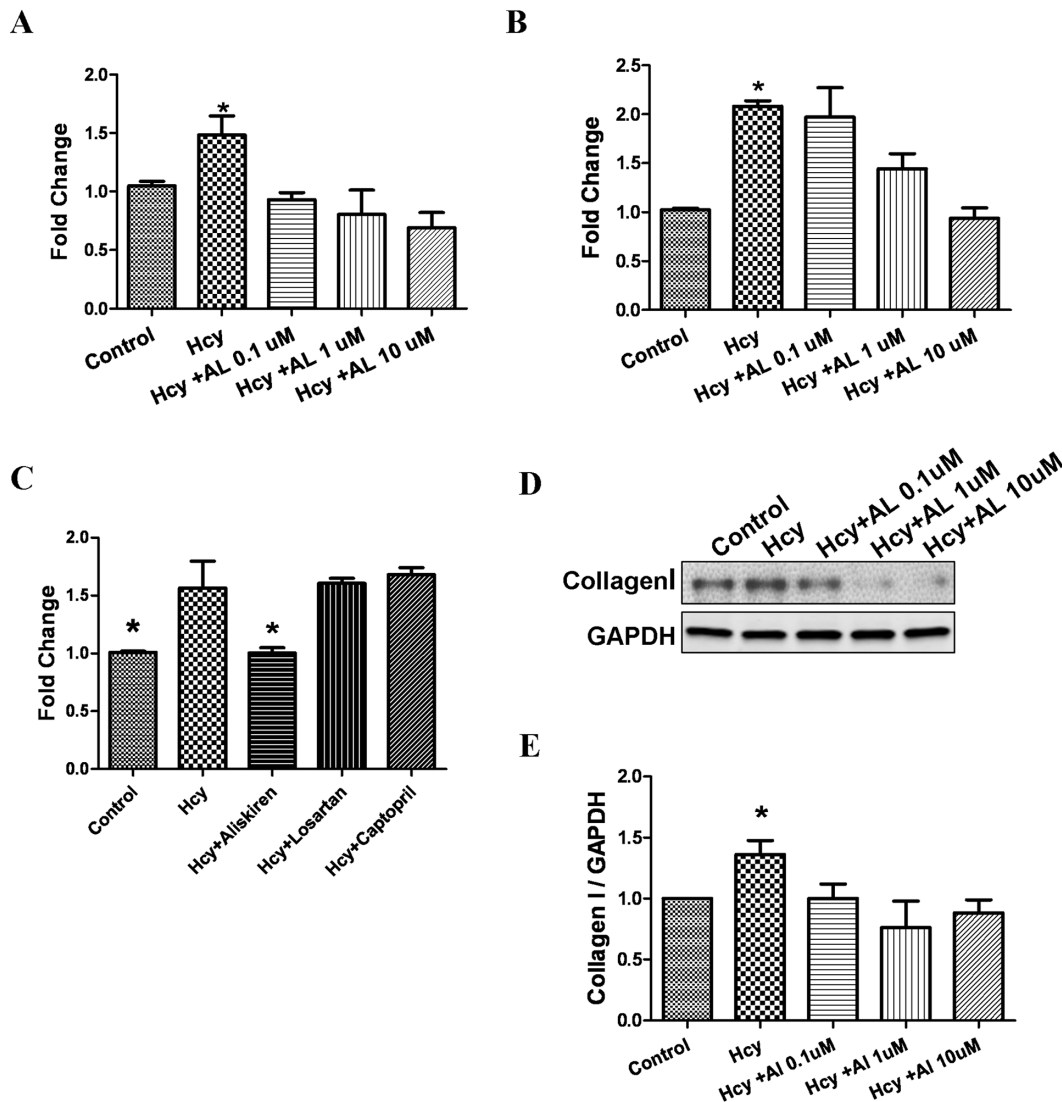 A
Fold Change
2.0
1.5
1.0
0.5
0.0
*
Control
Hcy
Hcy +AL 0.1 uM
Hcy +AL 1 uM
Hcy +AL 10 uM
B
Fold Change
2.5
2.0
1.5
1.0
0.5
0.0
*
Control
Hcy
Hcy +AL 0.1 uM
Hcy +AL 1 uM
Hcy +AL 10 uM
C
Fold Change
2.0
1.5
1.0
0.5
0.0
*
*
Control
Hcy
Hcy+Aliskiren
Hcy+Losartan
Hcy+Captopril
D
Control
Hcy
Hcy+AL 0.1uM
Hcy+AL 1uM
Hcy+AL 10uM
CollagenI
GAPDH
E
Collagen I / GAPDH
2.0
1.5
1.0
0.5
0.0
*
Control
Hcy
Hcy +Al 0.1uM
Hcy +Al 1uM
Hcy +Al 10uM